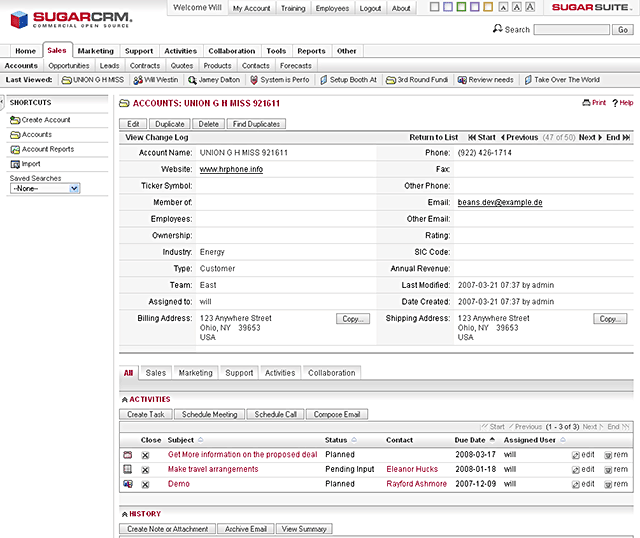 SUGARCRM.
COMMERCIAL OPEN SOURCE
Welcome Will My Account Training Employees Logout About A A A SUGARSUITE™
Search Go
Home Sales Marketing Support Activities Collaboration Tools Reports Other
Accounts Opportunities Leads Contracts Quotes Products Contacts Forecasts
Last Viewed: UNION G H MISS Will Westin Jamey Dalton System is Perfo Setup Booth At 3rd Round Fundi Review needs Take Over The World
SHORTCUTS
Create Account
Accounts
Account Reports
Import
Saved Searches
--None--
ACCOUNTS: UNION G H MISS 921611
Print ? Help
Edit Duplicate Delete Find Duplicates
View Change Log Return to List Start Previous (47 of 50) Next End
Account Name: UNION G H MISS 921611 Phone: (922) 426-1714
Website: www.hrphone.info Fax:
Ticker Symbol: Other Phone:
Member of: Email: beans.dev@example.de
Employees: Other Email:
Ownership: Rating:
Industry: Energy SIC Code:
Type: Customer Annual Revenue:
Team: East Last Modified: 2007-03-21 07:37 by admin
Assigned to: will Date Created: 2007-03-21 07:37 by admin
Billing Address: 123 Anywhere Street Copy... Shipping Address: 123 Anywhere Street Copy...
Ohio, NY 39653 Ohio, NY 39653
USA USA
All Sales Marketing Support Activities Collaboration
ACTIVITIES
Create Task Schedule Meeting Schedule Call Compose Email
Start Previous (1 - 3 of 3) Next End
Close Subject Status Contact Due Date Assigned User
Get More information on the proposed deal Planned 2008-03-17 will edit rem
Make travel arrangements Pending Input Eleanor Hucks 2008-01-18 will edit rem
Demo Planned Rayford Ashmore 2007-12-09 will edit rem
HISTORY
Create Note or Attachment Archive Email View Summary